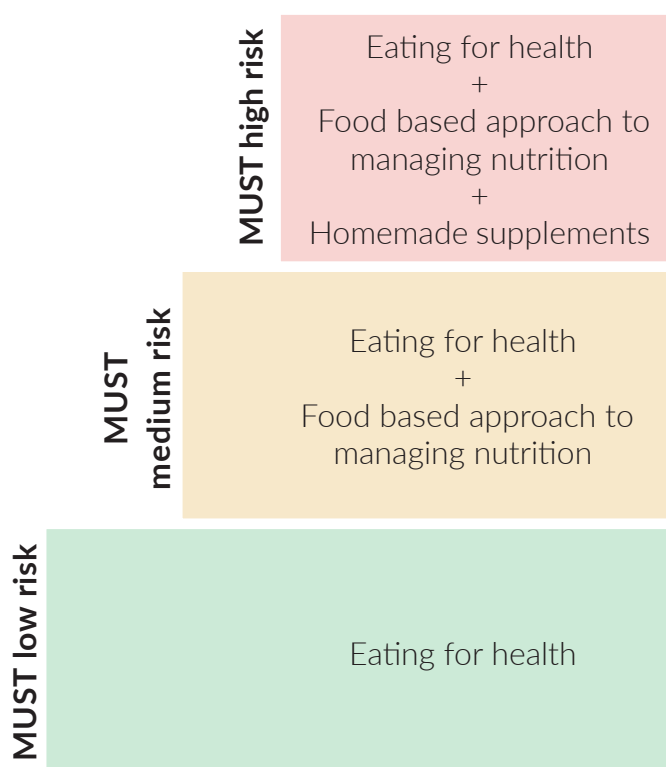 MUST high risk
Eating for health
+
Food based approach to
managing nutrition
+
Homemade supplements
MUST
medium risk
Eating for health
+
Food based approach to
managing nutrition
MUST low risk
Eating for health